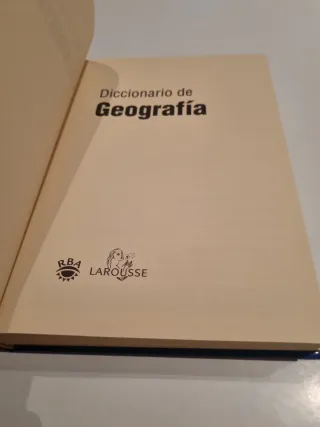 Diccionario de
Geografía
RBA
LAROUSSE